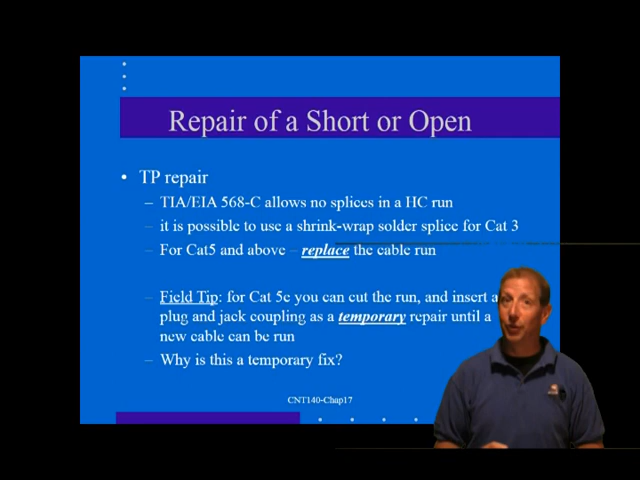 Repair of a Short or Open
• TP repair
– TIA/EIA 568-C allows no splices in a HC run
– it is possible to use a shrink-wrap solder splice for Cat 3
– For Cat5 and above – replace the cable run
– Field Tip: for Cat 5e you can cut the run, and insert a
plug and jack coupling as a temporary repair until a
new cable can be run
– Why is this a temporary fix?
CNT140-Chap17